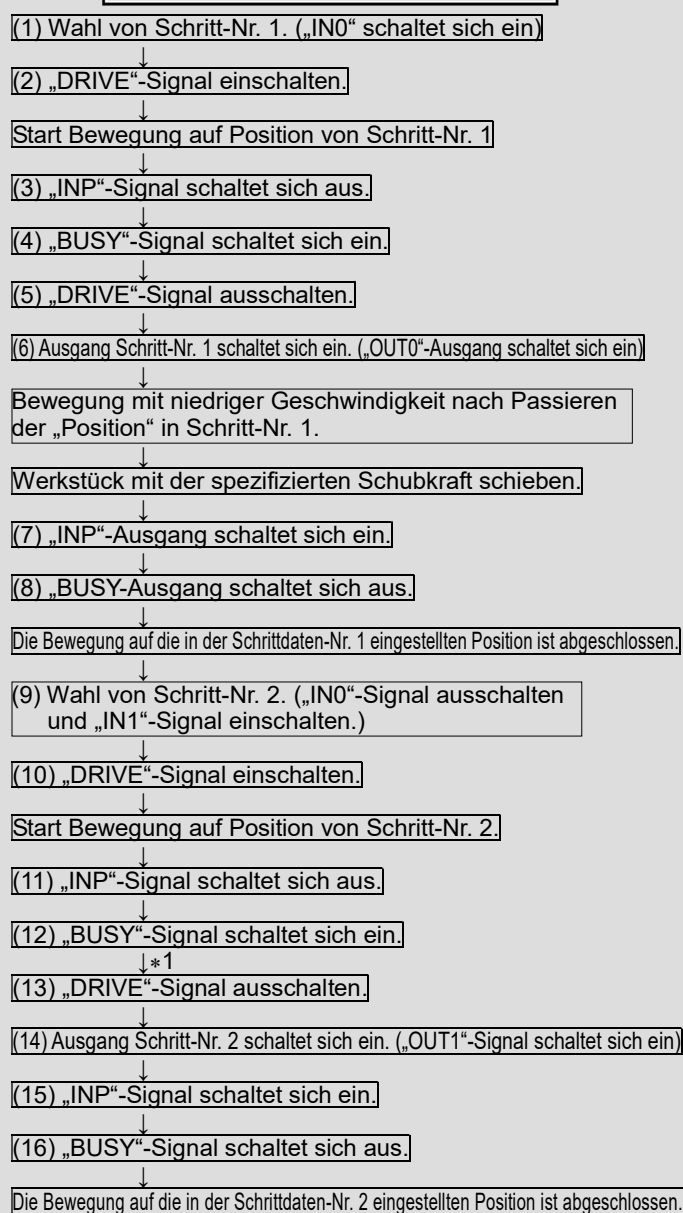 (1) Wahl von Schritt-Nr. 1. („IN0“ schaltet sich ein)
↓
(2) „DRIVE“-Signal einschalten.
↓
Start Bewegung auf Position von Schritt-Nr. 1
↓
(3) „INP“-Signal schaltet sich aus.
↓
(4) „BUSY“-Signal schaltet sich ein.
↓
(5) „DRIVE“-Signal ausschalten.
↓
(6) Ausgang Schritt-Nr. 1 schaltet sich ein. („OUT0“-Ausgang schaltet sich ein)
↓
Bewegung mit niedriger Geschwindigkeit nach Passieren
der „Position“ in Schritt-Nr. 1.
↓
Werkstück mit der spezifizierten Schubkraft schieben.
↓
(7) „INP“-Ausgang schaltet sich ein.
↓
(8) „BUSY-Ausgang schaltet sich aus.
↓
Die Bewegung auf die in der Schrittdaten-Nr. 1 eingestellten Position ist abgeschlossen.
↓
(9) Wahl von Schritt-Nr. 2. („IN0“-Signal ausschalten
und „IN1“-Signal einschalten.)
↓
(10) „DRIVE“-Signal einschalten.
↓
Start Bewegung auf Position von Schritt-Nr. 2.
↓
(11) „INP“-Signal schaltet sich aus.
↓
(12) „BUSY“-Signal schaltet sich ein.
↓*1
(13) „DRIVE“-Signal ausschalten.
↓
(14) Ausgang Schritt-Nr. 2 schaltet sich ein. („OUT1“-Signal schaltet sich ein)
↓
(15) „INP“-Signal schaltet sich ein.
↓
(16) „BUSY“-Signal schaltet sich aus.
↓
Die Bewegung auf die in der Schrittdaten-Nr. 2 eingestellten Position ist abgeschlossen.